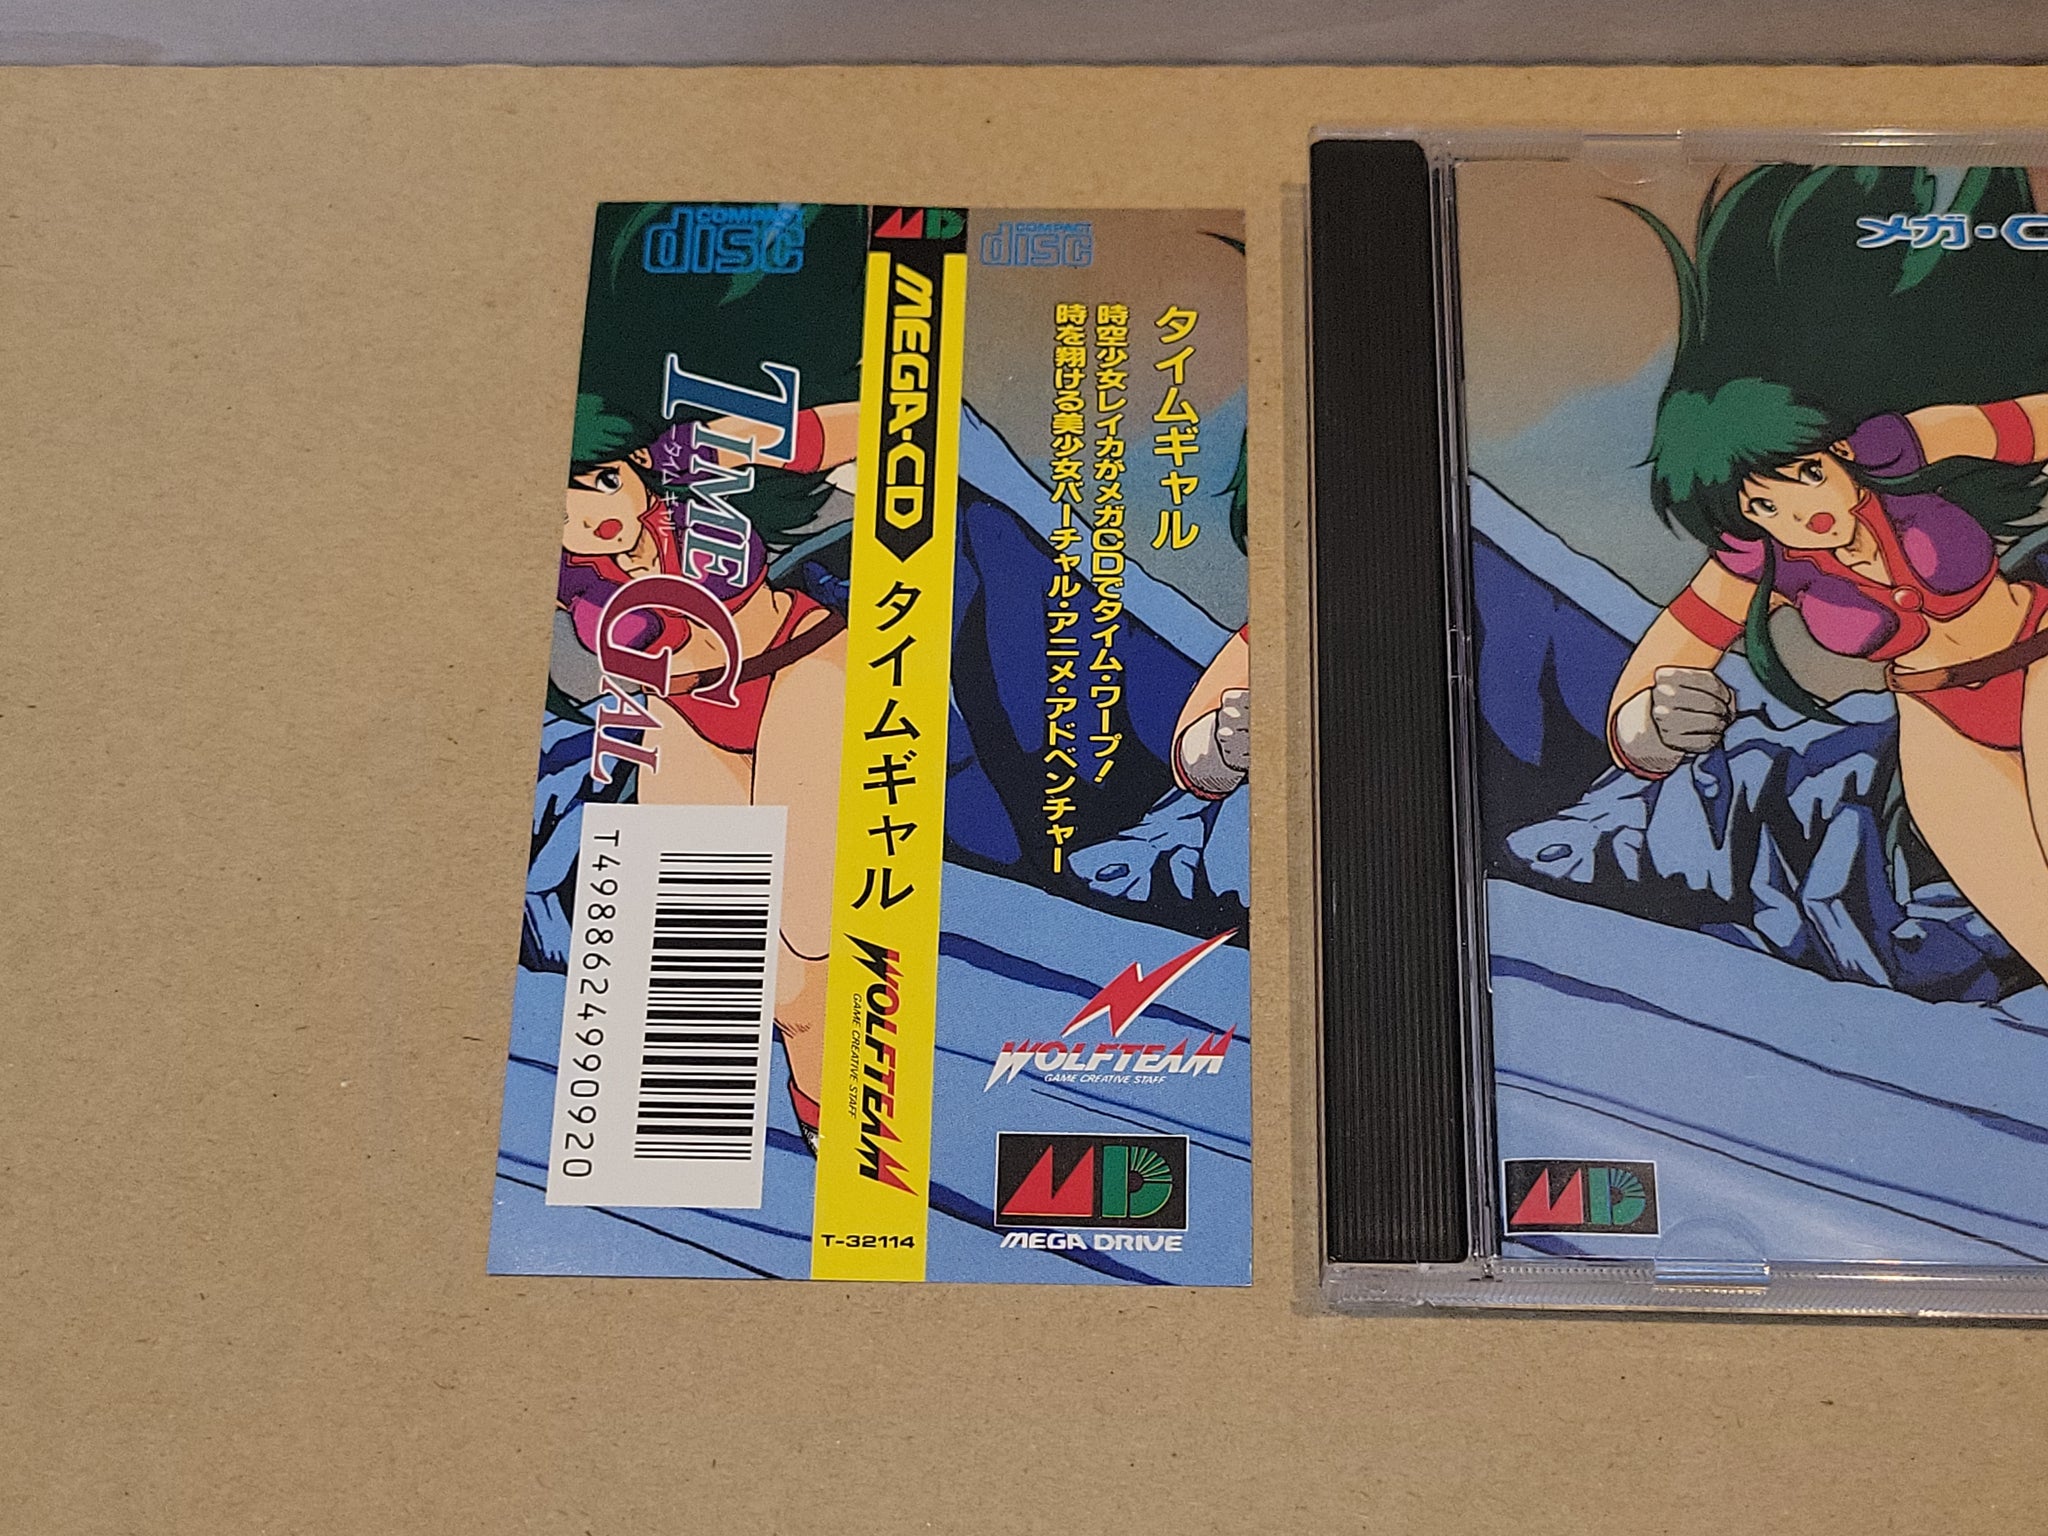 COMPACT
disc
TIME GAL
－タイムギャル－
T4988624990920
MD
MEGA-CD
タイムギャル
WOLFTEAM
GAME CREATIVE STAFF
T-32114
COMPACT
disc
タイムギャル
時空少女レイカがメガCDでタイム・ワープ！
時を翔ける美少女バーチャル・アニメ・アドベンチャー
WOLFTEAM
GAME CREATIVE STAFF
MD
MEGA DRIVE
メガ-C
MD